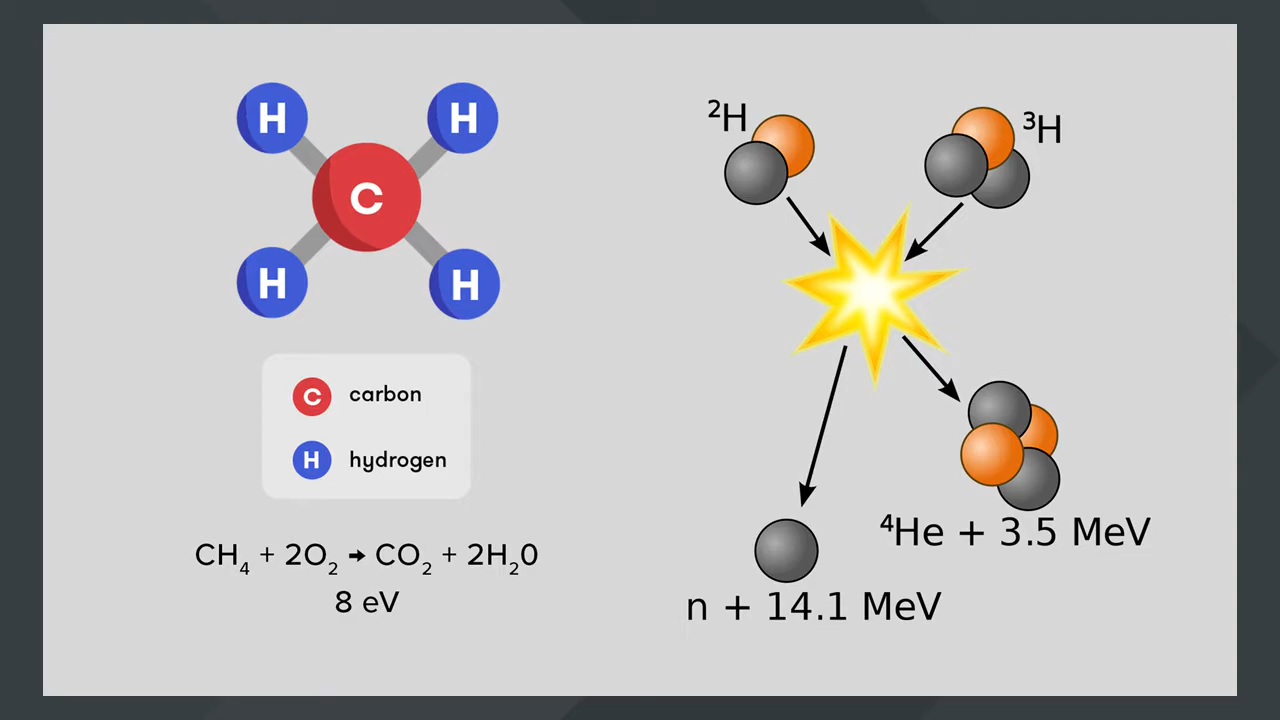 H
H
C
H
H
C carbon
H hydrogen
CH₄ + 2O₂ → CO₂ + 2H₂0
8 eV
²H
³H
⁴He + 3.5 MeV
n + 14.1 MeV